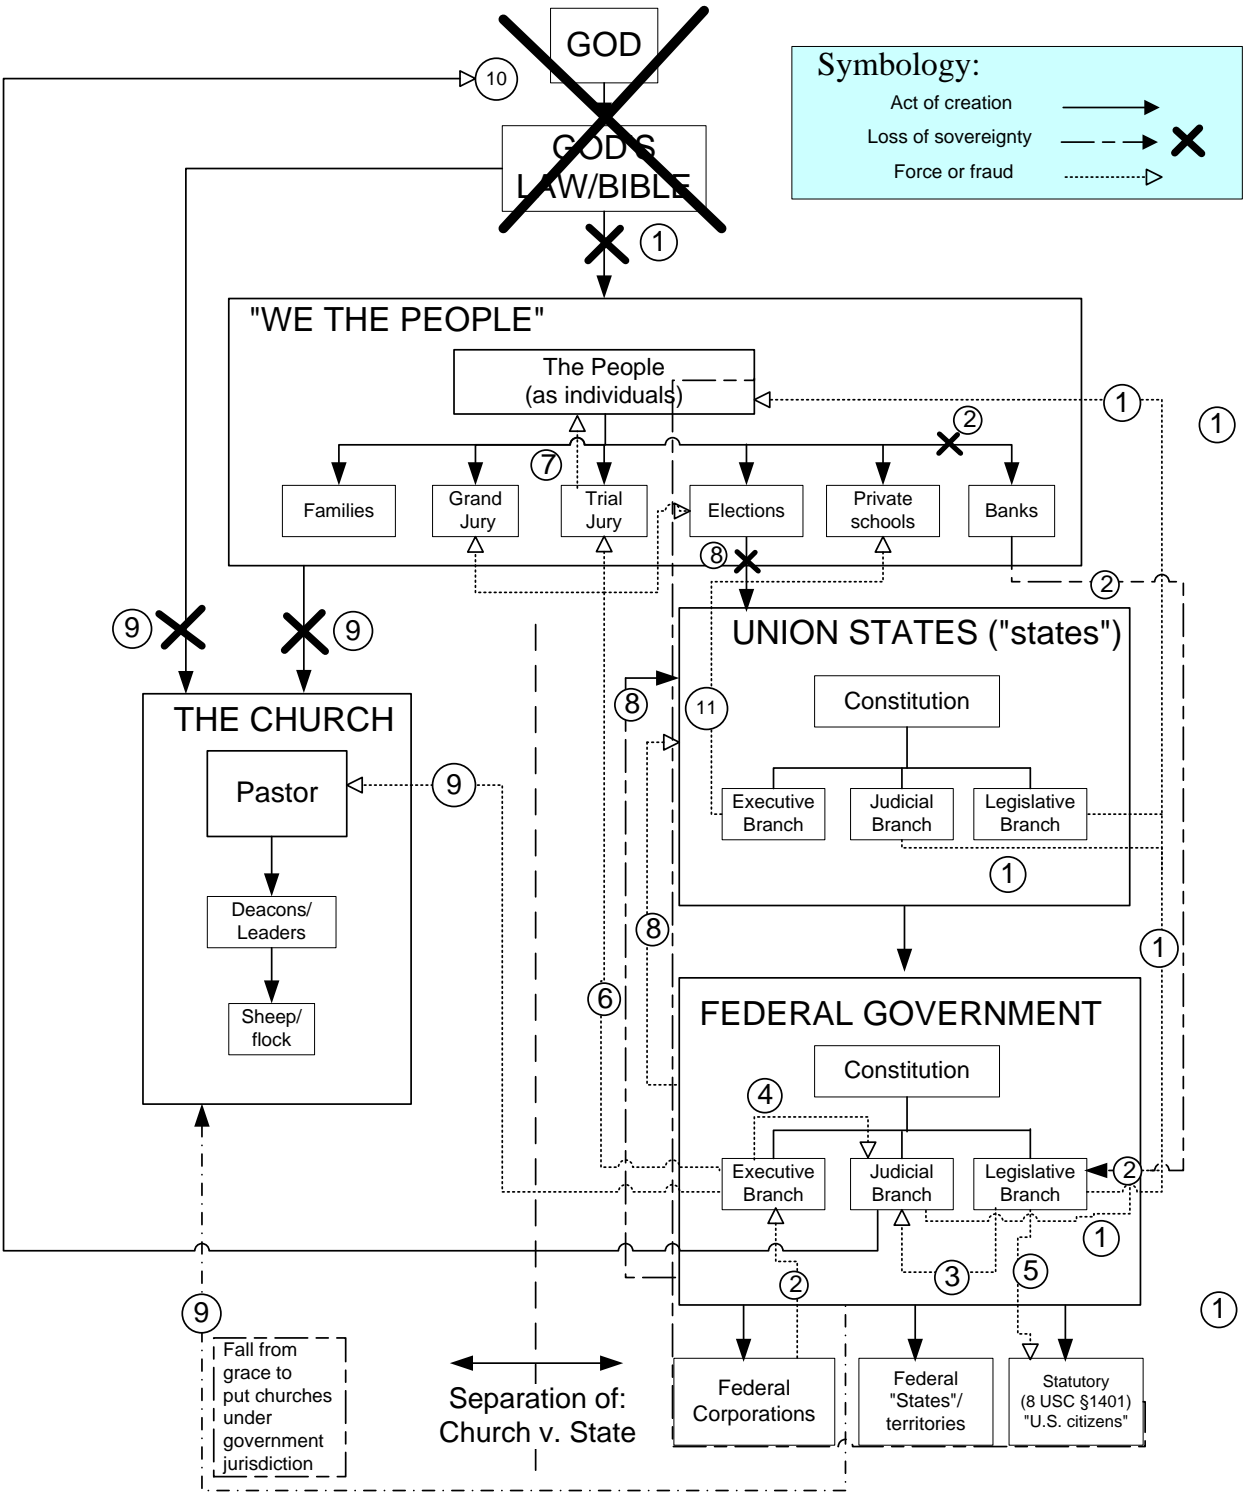 GOD
10
GOD'S
LAW/BIBLE
1
Symbology:
Act of creation
Loss of sovereignty
Force or fraud
"WE THE PEOPLE"
The People
(as individuals)
1
1
2
7
Families
Grand
Jury
Trial
Jury
Elections
Private
schools
Banks
8
2
9
9
UNION STATES ("states")
8
11
Constitution
THE CHURCH
Pastor
9
Executive
Branch
Judicial
Branch
Legislative
Branch
1
Deacons/
Leaders
8
1
6
Sheep/
flock
FEDERAL GOVERNMENT
Constitution
4
Executive
Branch
Judicial
Branch
Legislative
Branch
2
1
3
5
2
9
1
Fall from
grace to
put churches
under
government
jurisdiction
Separation of:
Church v. State
Federal
Corporations
Federal
"States"/
territories
Statutory
(8 USC §1401)
"U.S. citizens"